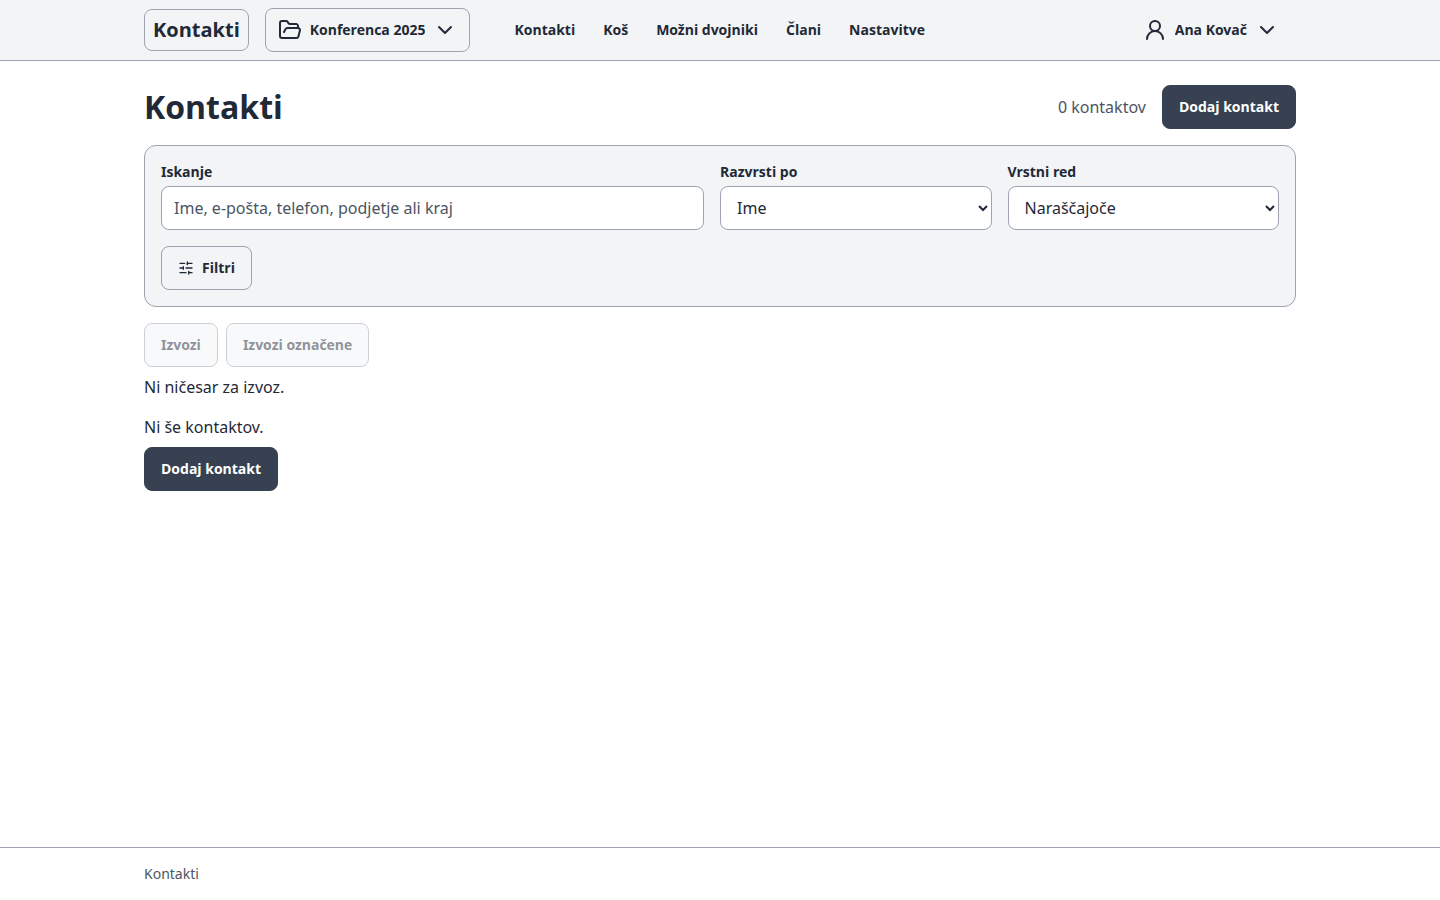 Kontakti
Konferenca 2025
Kontakti
Koš
Možni dvojniki
Člani
Nastavitve
Ana Kovač
Kontakti
0 kontaktov
Dodaj kontakt
Iskanje
Razvrsti po
Vrstni red
Ime, e-pošta, telefon, podjetje ali kraj
Ime
Naraščajoče
Filtri
Izvozi
Izvozi označene
Ni ničesar za izvoz.
Ni še kontaktov.
Dodaj kontakt
Kontakti